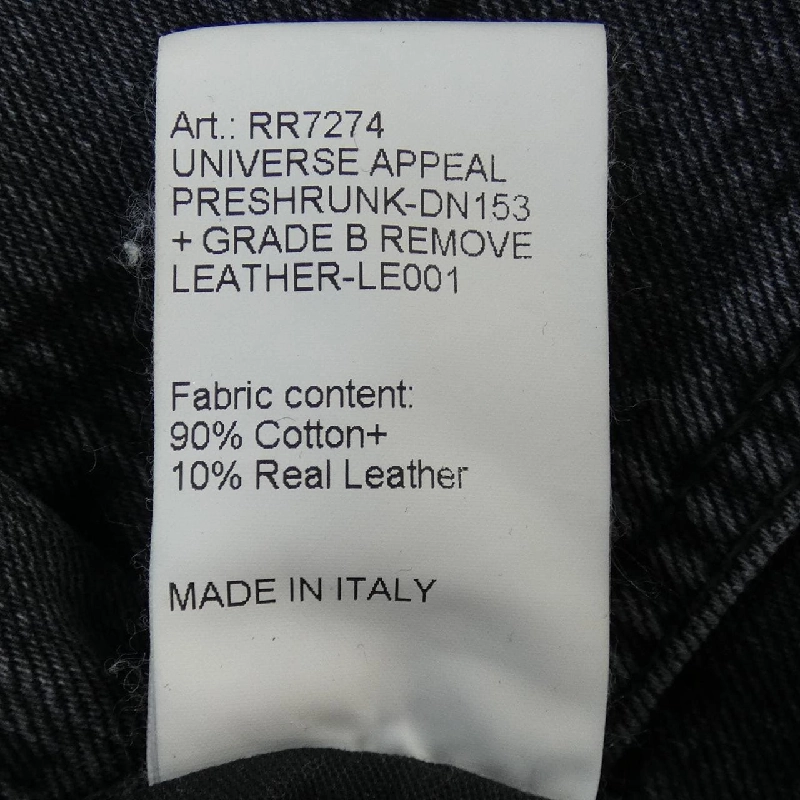 Art.: RR7274
UNIVERSE APPEAL
PRESHRUNK-DN153
+ GRADE B REMOVE
LEATHER-LE001
Fabric content:
90% Cotton+
10% Real Leather
MADE IN ITALY